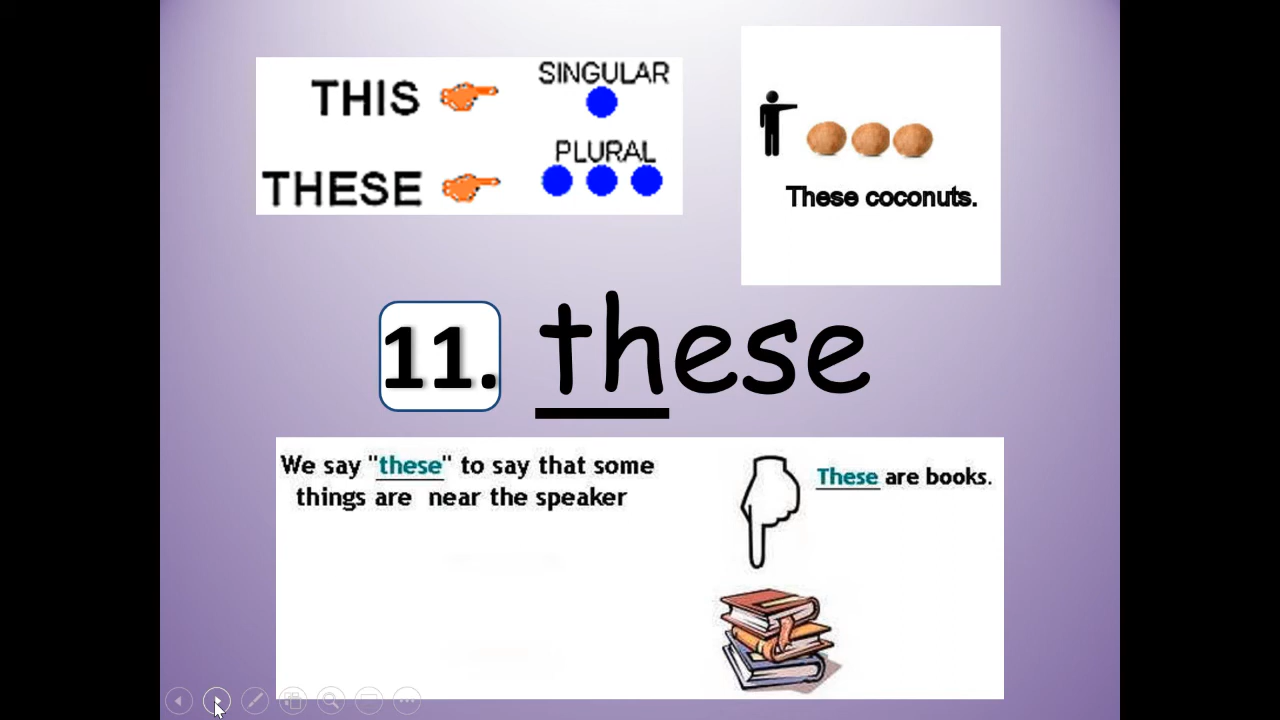 THIS
SINGULAR
THESE
PLURAL
These coconuts.
11. these
We say "these" to say that some
things are near the speaker
These are books.